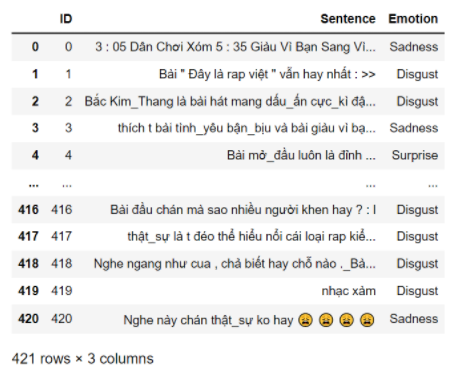 ID Sentence Emotion
0 0 3 : 05 Dân Chơi Xóm 5 : 35 Giàu Vì Bạn Sang Vì... Sadness
1 1 Bài " Đây là rap việt " vẫn hay nhất : >> Disgust
2 2 Bắc Kim_Thang là bài hát mang dấu_ấn cực_kì đậ... Disgust
3 3 thích t bài tình_yêu bận_bịu và bài giàu vì bạ... Sadness
4 4 Bài mở_đầu luôn là đỉnh ... Surprise
... ... ... ...
416 416 Bài đầu chán mà sao nhiều người khen hay ? : l Disgust
417 417 thật_sự là t đéo thể hiểu nổi cái loại rap kiể... Disgust
418 418 Nghe ngang như cua , chả biết hay chỗ nào ._Bà... Disgust
419 419 nhạc xàm Disgust
420 420 Nghe này chán thật_sự ko hay 😩 😩 😩 😩 Sadness
421 rows × 3 columns